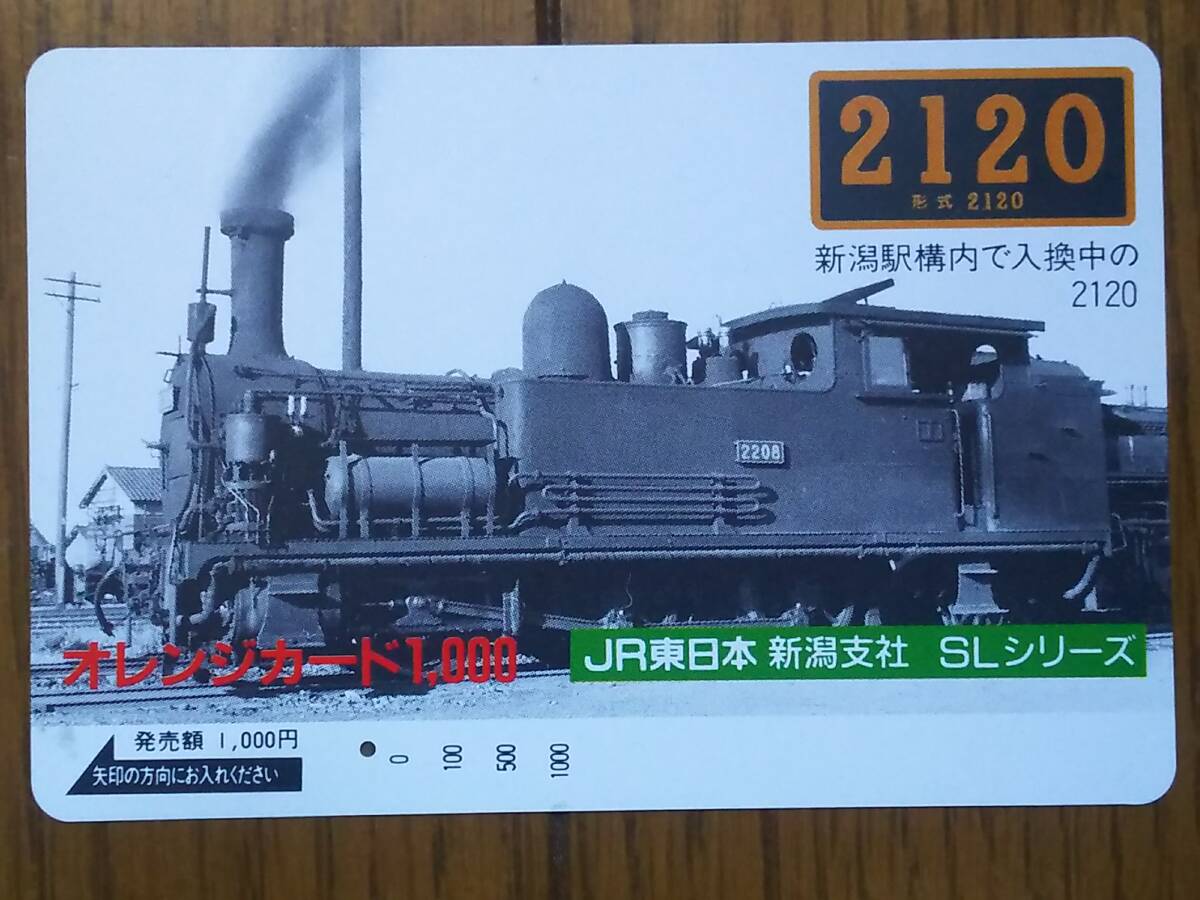 2120
形式 2120
新潟駅構内で入換中の
2120
2208
オレンジカード1,000
JR東日本 新潟支社 SLシリーズ
発売額 1,000円
矢印の方向にお入れください
0 100 500 1000